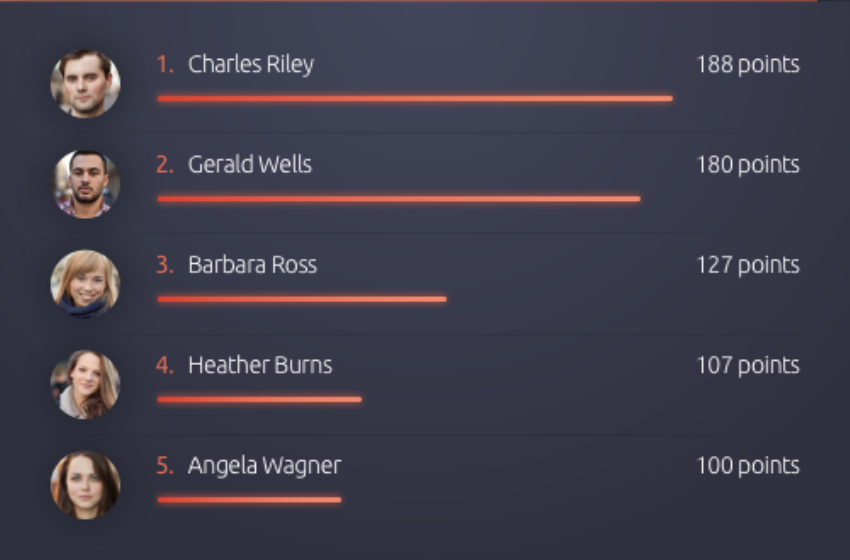 1. Charles Riley 188 points
2. Gerald Wells 180 points
3. Barbara Ross 127 points
4. Heather Burns 107 points
5. Angela Wagner 100 points